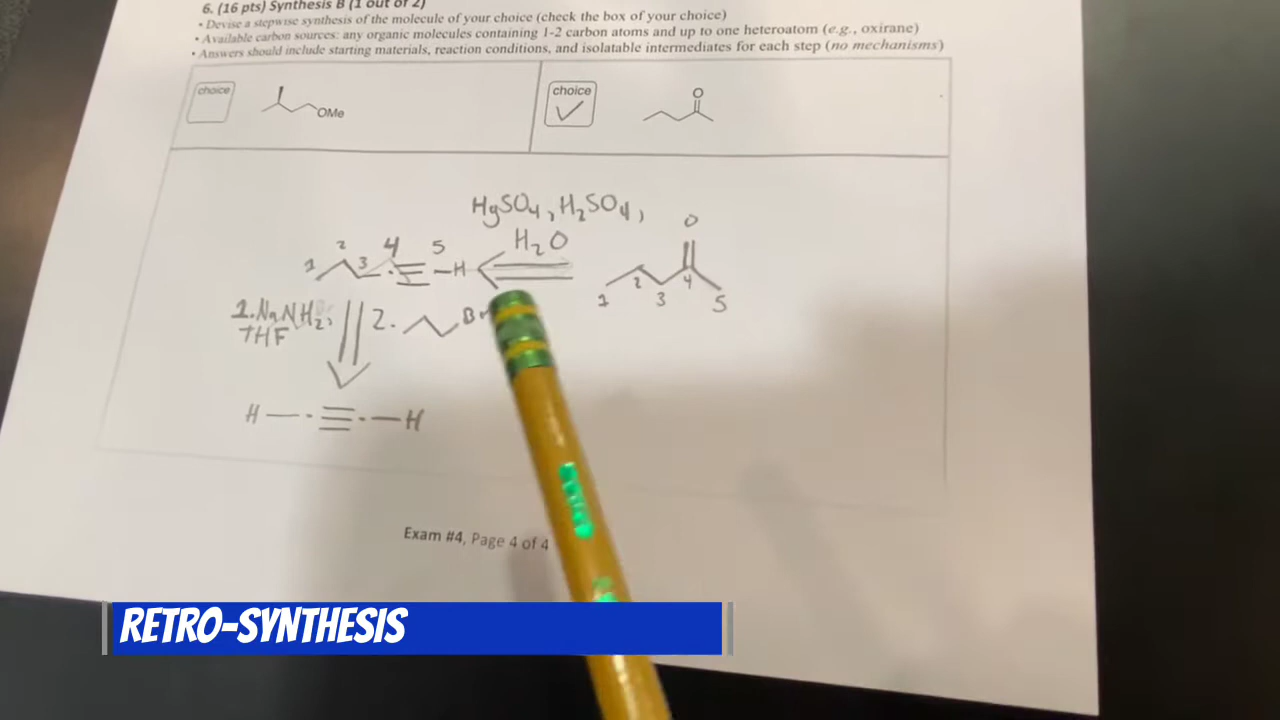 6. (16 pts) Synthesis B (1 out of 2)
• Devise a stepwise synthesis of the molecule of your choice (check the box of your choice)
• Available carbon sources: any organic molecules containing 1-2 carbon atoms and up to one heteroatom (e.g., oxirane)
• Answers should include starting materials, reaction conditions, and isolatable intermediates for each step (no mechanisms)
choice
OMe
choice
O
HgSO4, H2SO4,
H2O
O
1 2 3 4 5
H
1 2 3 4 5
1. NaNH2,
THF
2.
Br
H H
Exam #4, Page 4 of 4
RETRO-SYNTHESIS